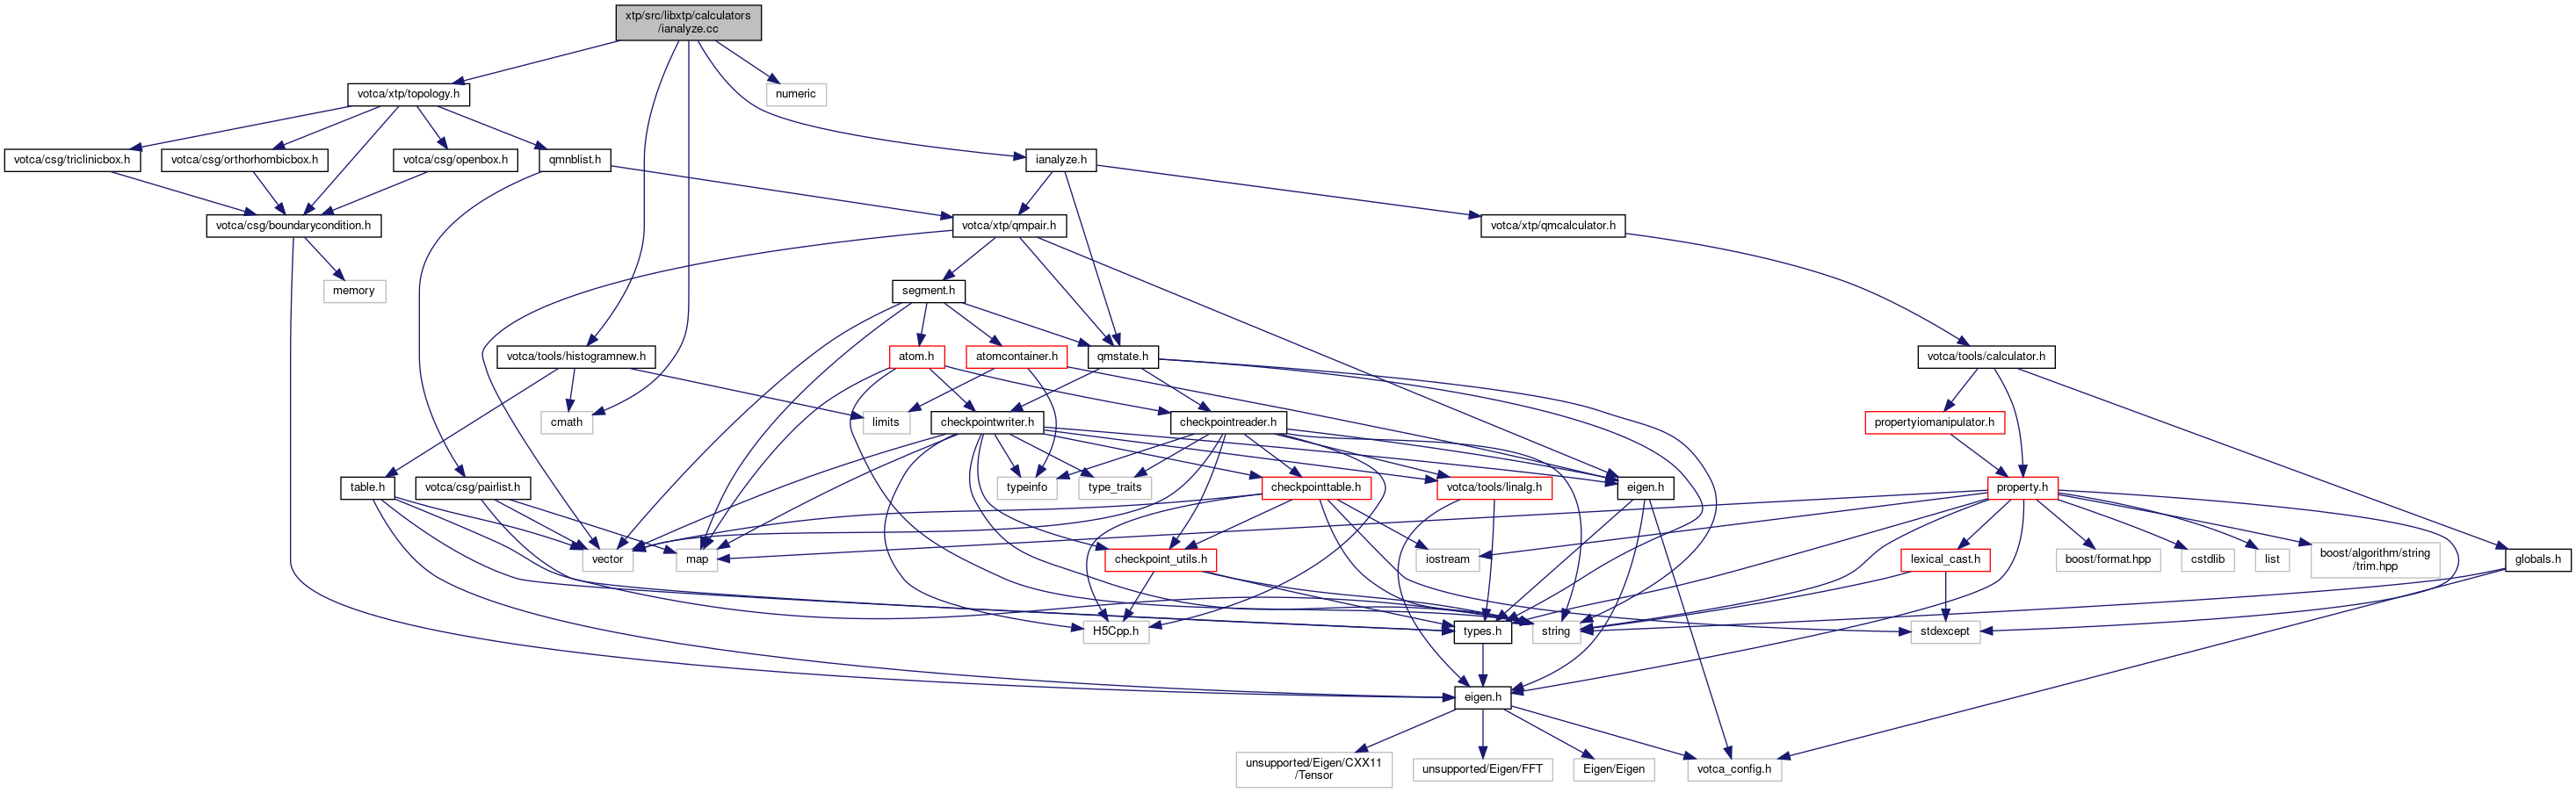 xtp/src/libxtp/calculators
/ianalyze.cc
votca/xtp/topology.h
numeric
votca/csg/triclinicbox.h
votca/csg/orthorhombicbox.h
votca/csg/openbox.h
qmnblist.h
ianalyze.h
votca/csg/boundarycondition.h
votca/xtp/qmpair.h
votca/xtp/qmcalculator.h
memory
segment.h
votca/tools/histogramnew.h
atom.h
atomcontainer.h
qmstate.h
votca/tools/calculator.h
cmath
limits
checkpointwriter.h
checkpointreader.h
propertyiomanipulator.h
table.h
votca/csg/pairlist.h
typeinfo
type_traits
checkpointtable.h
votca/tools/linalg.h
eigen.h
property.h
vector
map
checkpoint_utils.h
iostream
lexical_cast.h
boost/format.hpp
cstdlib
list
boost/algorithm/string
/trim.hpp
globals.h
H5Cpp.h
types.h
string
stdexcept
eigen.h
unsupported/Eigen/CXX11
/Tensor
unsupported/Eigen/FFT
Eigen/Eigen
votca_config.h